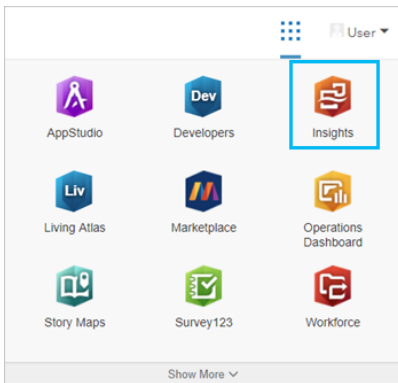 User
AppStudio
Dev
Developers
Insights
Liv
Living Atlas
Marketplace
Operations
Dashboard
Story Maps
Survey123
Workforce
Show More